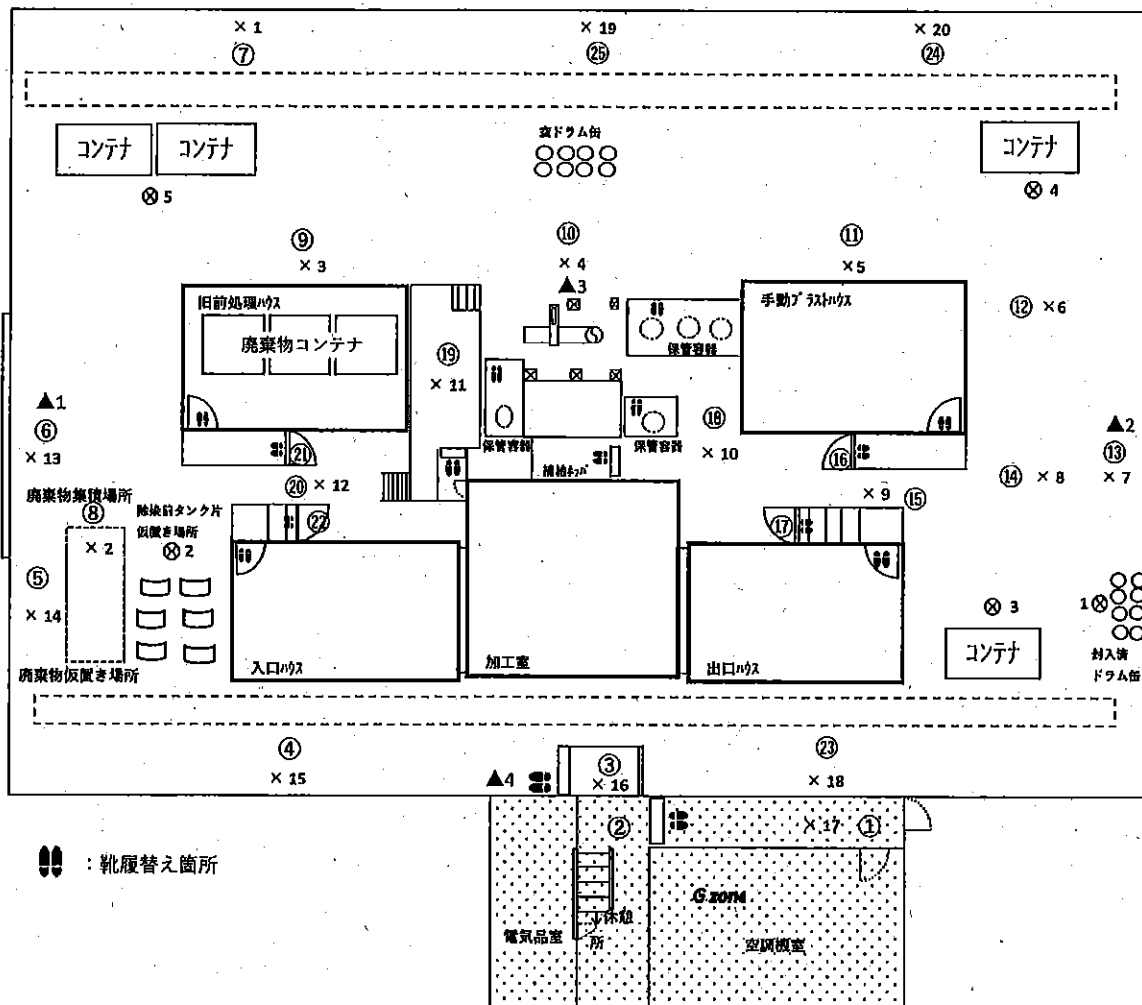 × 1
× 19
× 20
⑦
㉕
㉔
コンテナ
コンテナ
空ドラム缶
コンテナ
⊗ 5
⊗ 4
⑨
⑩
⑪
× 3
× 4
× 5
▲3
旧前処理ハウス
手動ブラストハウス
⑫ ×6
廃棄物コンテナ
⑲
保管容器
× 11
▲1
⑥
⑱
▲2
保管容器
保管容器
⑬
× 13
㉑
補給チャンバ
× 10
⑯
⑭ × 8
× 7
⑳ × 12
× 9
⑮
廃棄物集積場所
⑧
除染前タンク片
仮置き場所
㉒
⑰
× 2
⊗ 2
⑤
× 14
⊗ 3
1 ⊗
コンテナ
封入済
ドラム缶
廃棄物仮置き場所
入口ハウス
加工室
出口ハウス
④
㉓
③
× 15
▲4
× 16
× 18
②
× 17
①
：靴履替え箇所
G zone
休憩
所
電気品室
空調機室